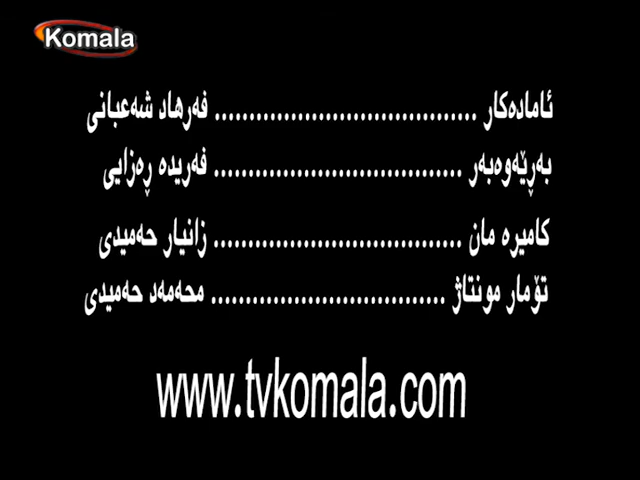 Komala
ئامادەکار ...................................... فەرهاد شەعبانی
بەڕێوەبەر .................................... فەریدە ڕەزایی
کامیرە مان .................................... زانیار حەمیدی
تۆمار مونتاژ .................................. محەمەد حەمیدی
www.tvkomala.com